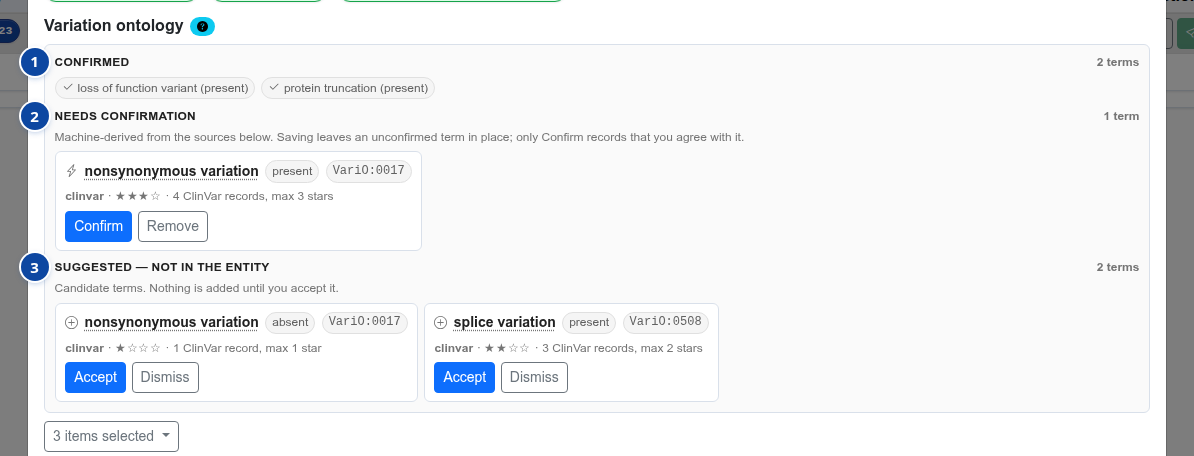 23
Variation ontology ?
1 CONFIRMED 2 terms
✓ loss of function variant (present) ✓ protein truncation (present)
2 NEEDS CONFIRMATION 1 term
Machine-derived from the sources below. Saving leaves an unconfirmed term in place; only Confirm records that you agree with it.
nonsynonymous variation present VariO:0017
clinvar · ★★★☆ · 4 ClinVar records, max 3 stars
Confirm Remove
3 SUGGESTED — NOT IN THE ENTITY 2 terms
Candidate terms. Nothing is added until you accept it.
nonsynonymous variation absent VariO:0017 splice variation present VariO:0508
clinvar · ★☆☆☆ · 1 ClinVar record, max 1 star clinvar · ★★☆☆ · 3 ClinVar records, max 2 stars
Accept Dismiss Accept Dismiss
3 items selected